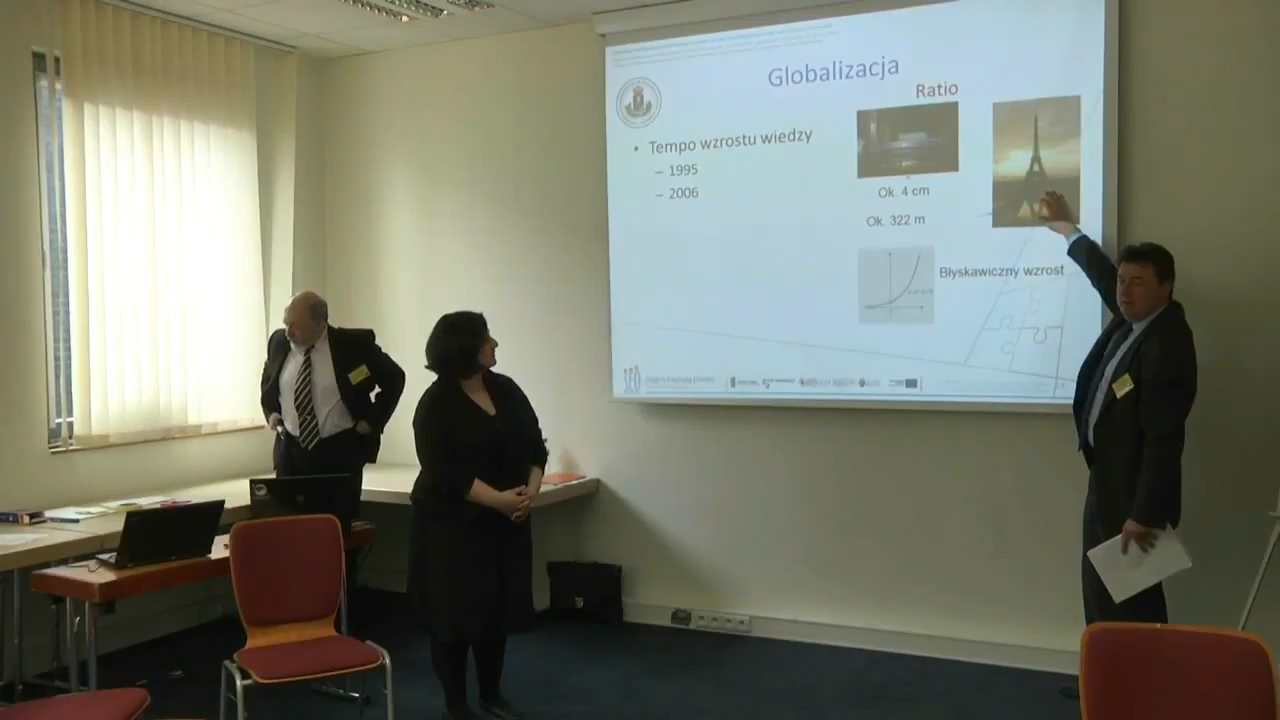 Globalizacja
Ratio
• Tempo wzrostu wiedzy
– 1995
– 2006
Ok. 4 cm
Ok. 322 m
Błyskawiczny wzrost